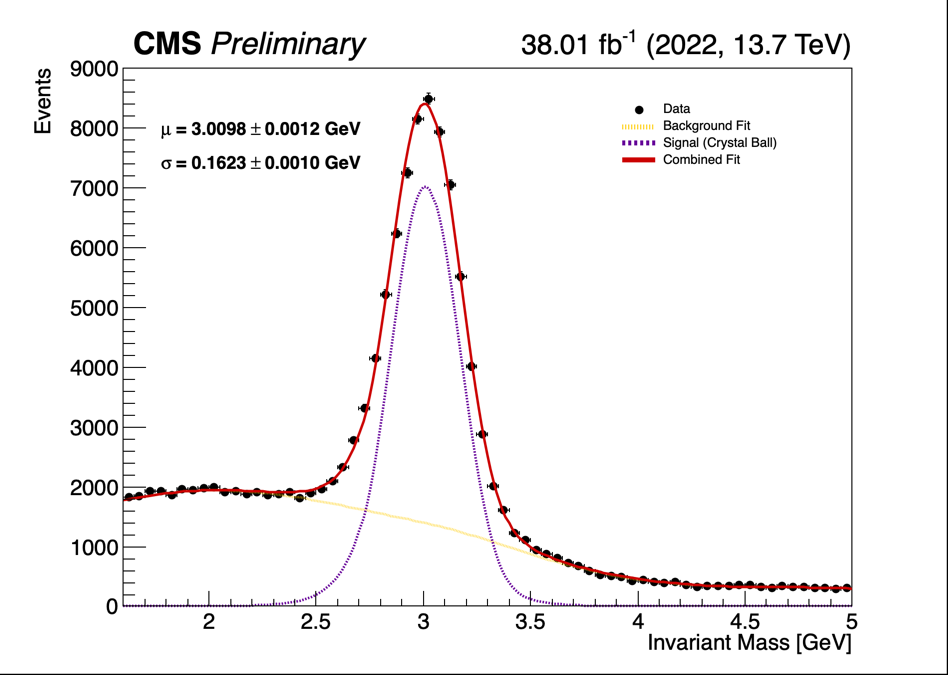 CMS Preliminary 38.01 fb⁻¹ (2022, 13.7 TeV)
Events
9000
8000
7000
6000
5000
4000
3000
2000
1000
0
μ = 3.0098 ± 0.0012 GeV
σ = 0.1623 ± 0.0010 GeV
Data
Background Fit
Signal (Crystal Ball)
Combined Fit
2 2.5 3 3.5 4 4.5 5
Invariant Mass [GeV]